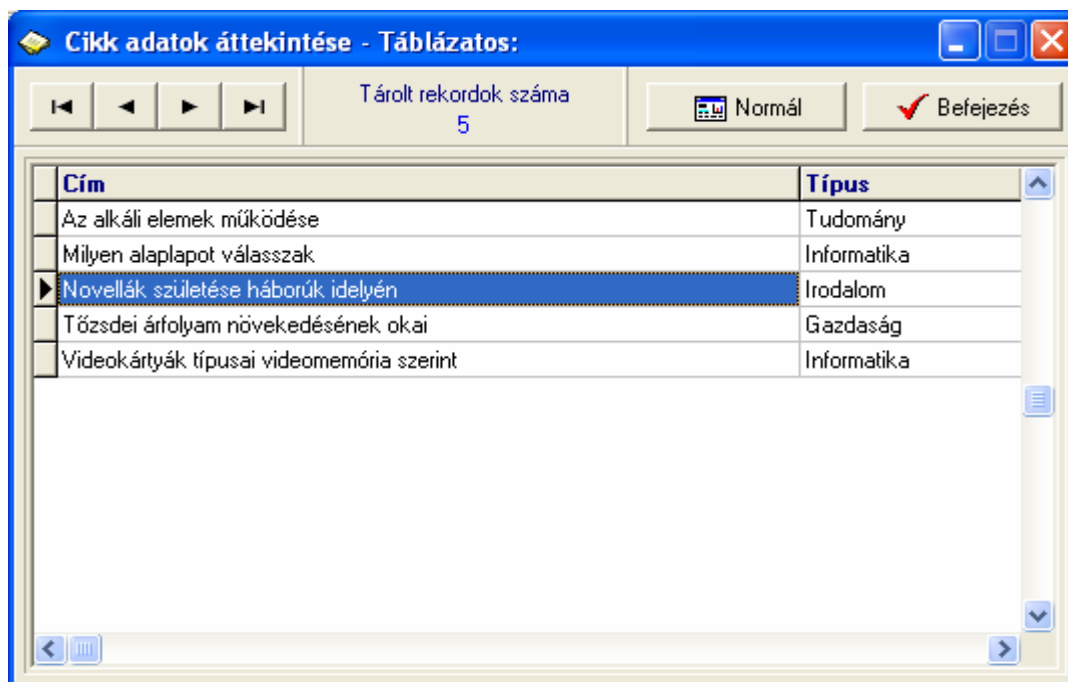 Cikk adatok áttekintése - Táblázatos:
Tárolt rekordok száma
5
Normál
Befejezés
Cím Típus
Az alkáli elemek működése Tudomány
Milyen alaplapot válasszak Informatika
Novellák születése háborúk idelyén Irodalom
Tőzsdei árfolyam növekedésének okai Gazdaság
Videokártyák típusai videomemória szerint Informatika